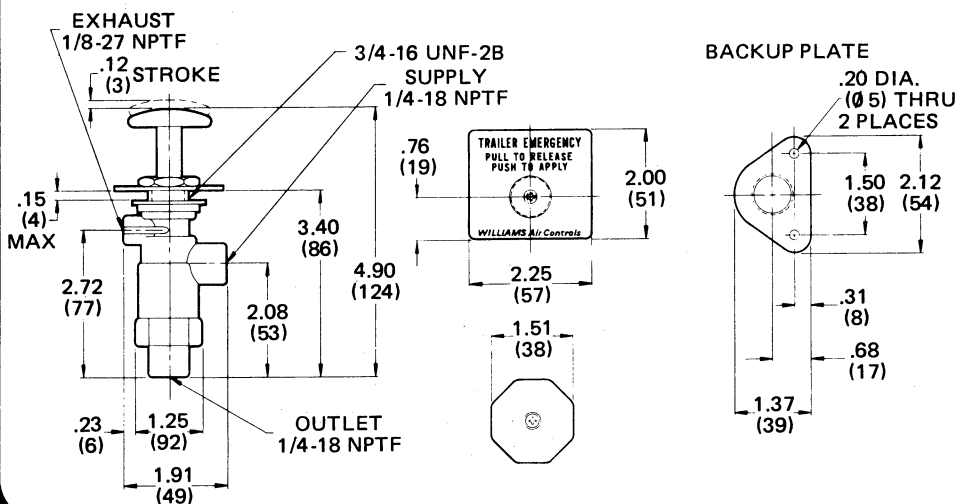 EXHAUST
1/8-27 NPTF
.12
(3) STROKE
3/4-16 UNF-2B
SUPPLY
1/4-18 NPTF
.15
(4)
MAX
2.72
(77)
3.40
(86)
4.90
(124)
2.08
(53)
.23
(6)
1.25
(92)
1.91
(49)
OUTLET
1/4-18 NPTF
.76
(19)
TRAILER EMERGENCY
PULL TO RELEASE
PUSH TO APPLY
WILLIAMS Air Controls
2.00
(51)
2.25
(57)
1.51
(38)
BACKUP PLATE
.20 DIA.
(Ø 5) THRU
2 PLACES
1.50
(38)
2.12
(54)
.31
(8)
.68
(17)
1.37
(39)